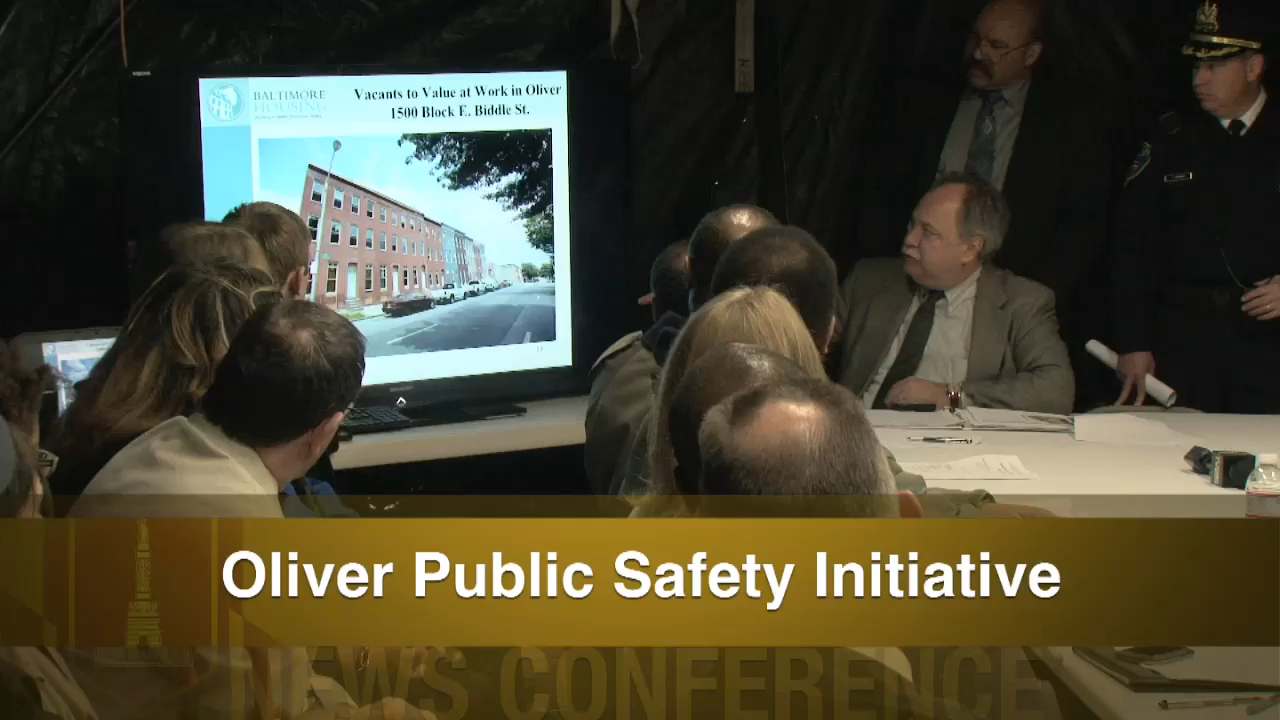 BALTIMORE
HOUSING
Vacants to Value at Work in Oliver
1500 Block E. Biddle St.
Oliver Public Safety Initiative
NEWS CONFERENCE